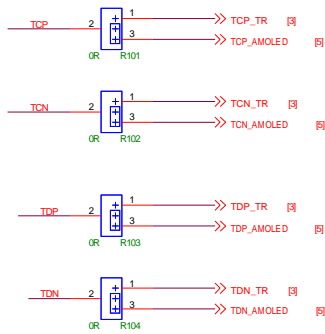 TCP 2 1 TCP_TR [3]
3 TCP_AMOLED [5]
0R R101
TCN 2 1 TCN_TR [3]
3 TCN_AMOLED [5]
0R R102
TDP 2 1 TDP_TR [3]
3 TDP_AMOLED [5]
0R R103
TDN 2 1 TDN_TR [3]
3 TDN_AMOLED [5]
0R R104